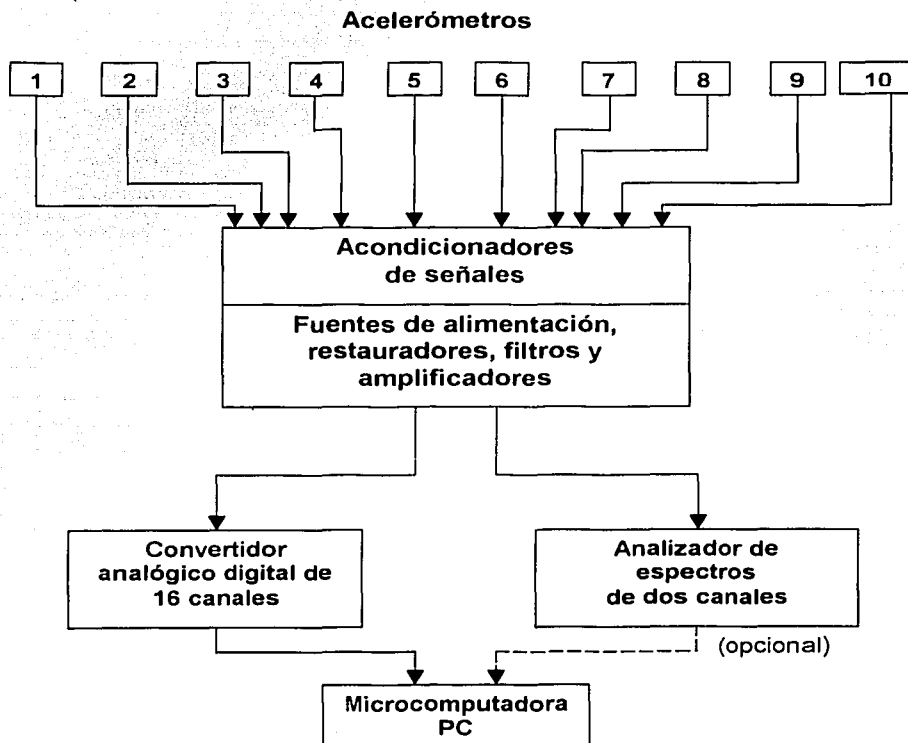 Acelerómetros
1 2 3 4 5 6 7 8 9 10
Acondicionadores
de señales
Fuentes de alimentación,
restauradores, filtros y
amplificadores
Convertidor
analógico digital de
16 canales
Analizador de
espectros
de dos canales
(opcional)
Microcomputadora
PC